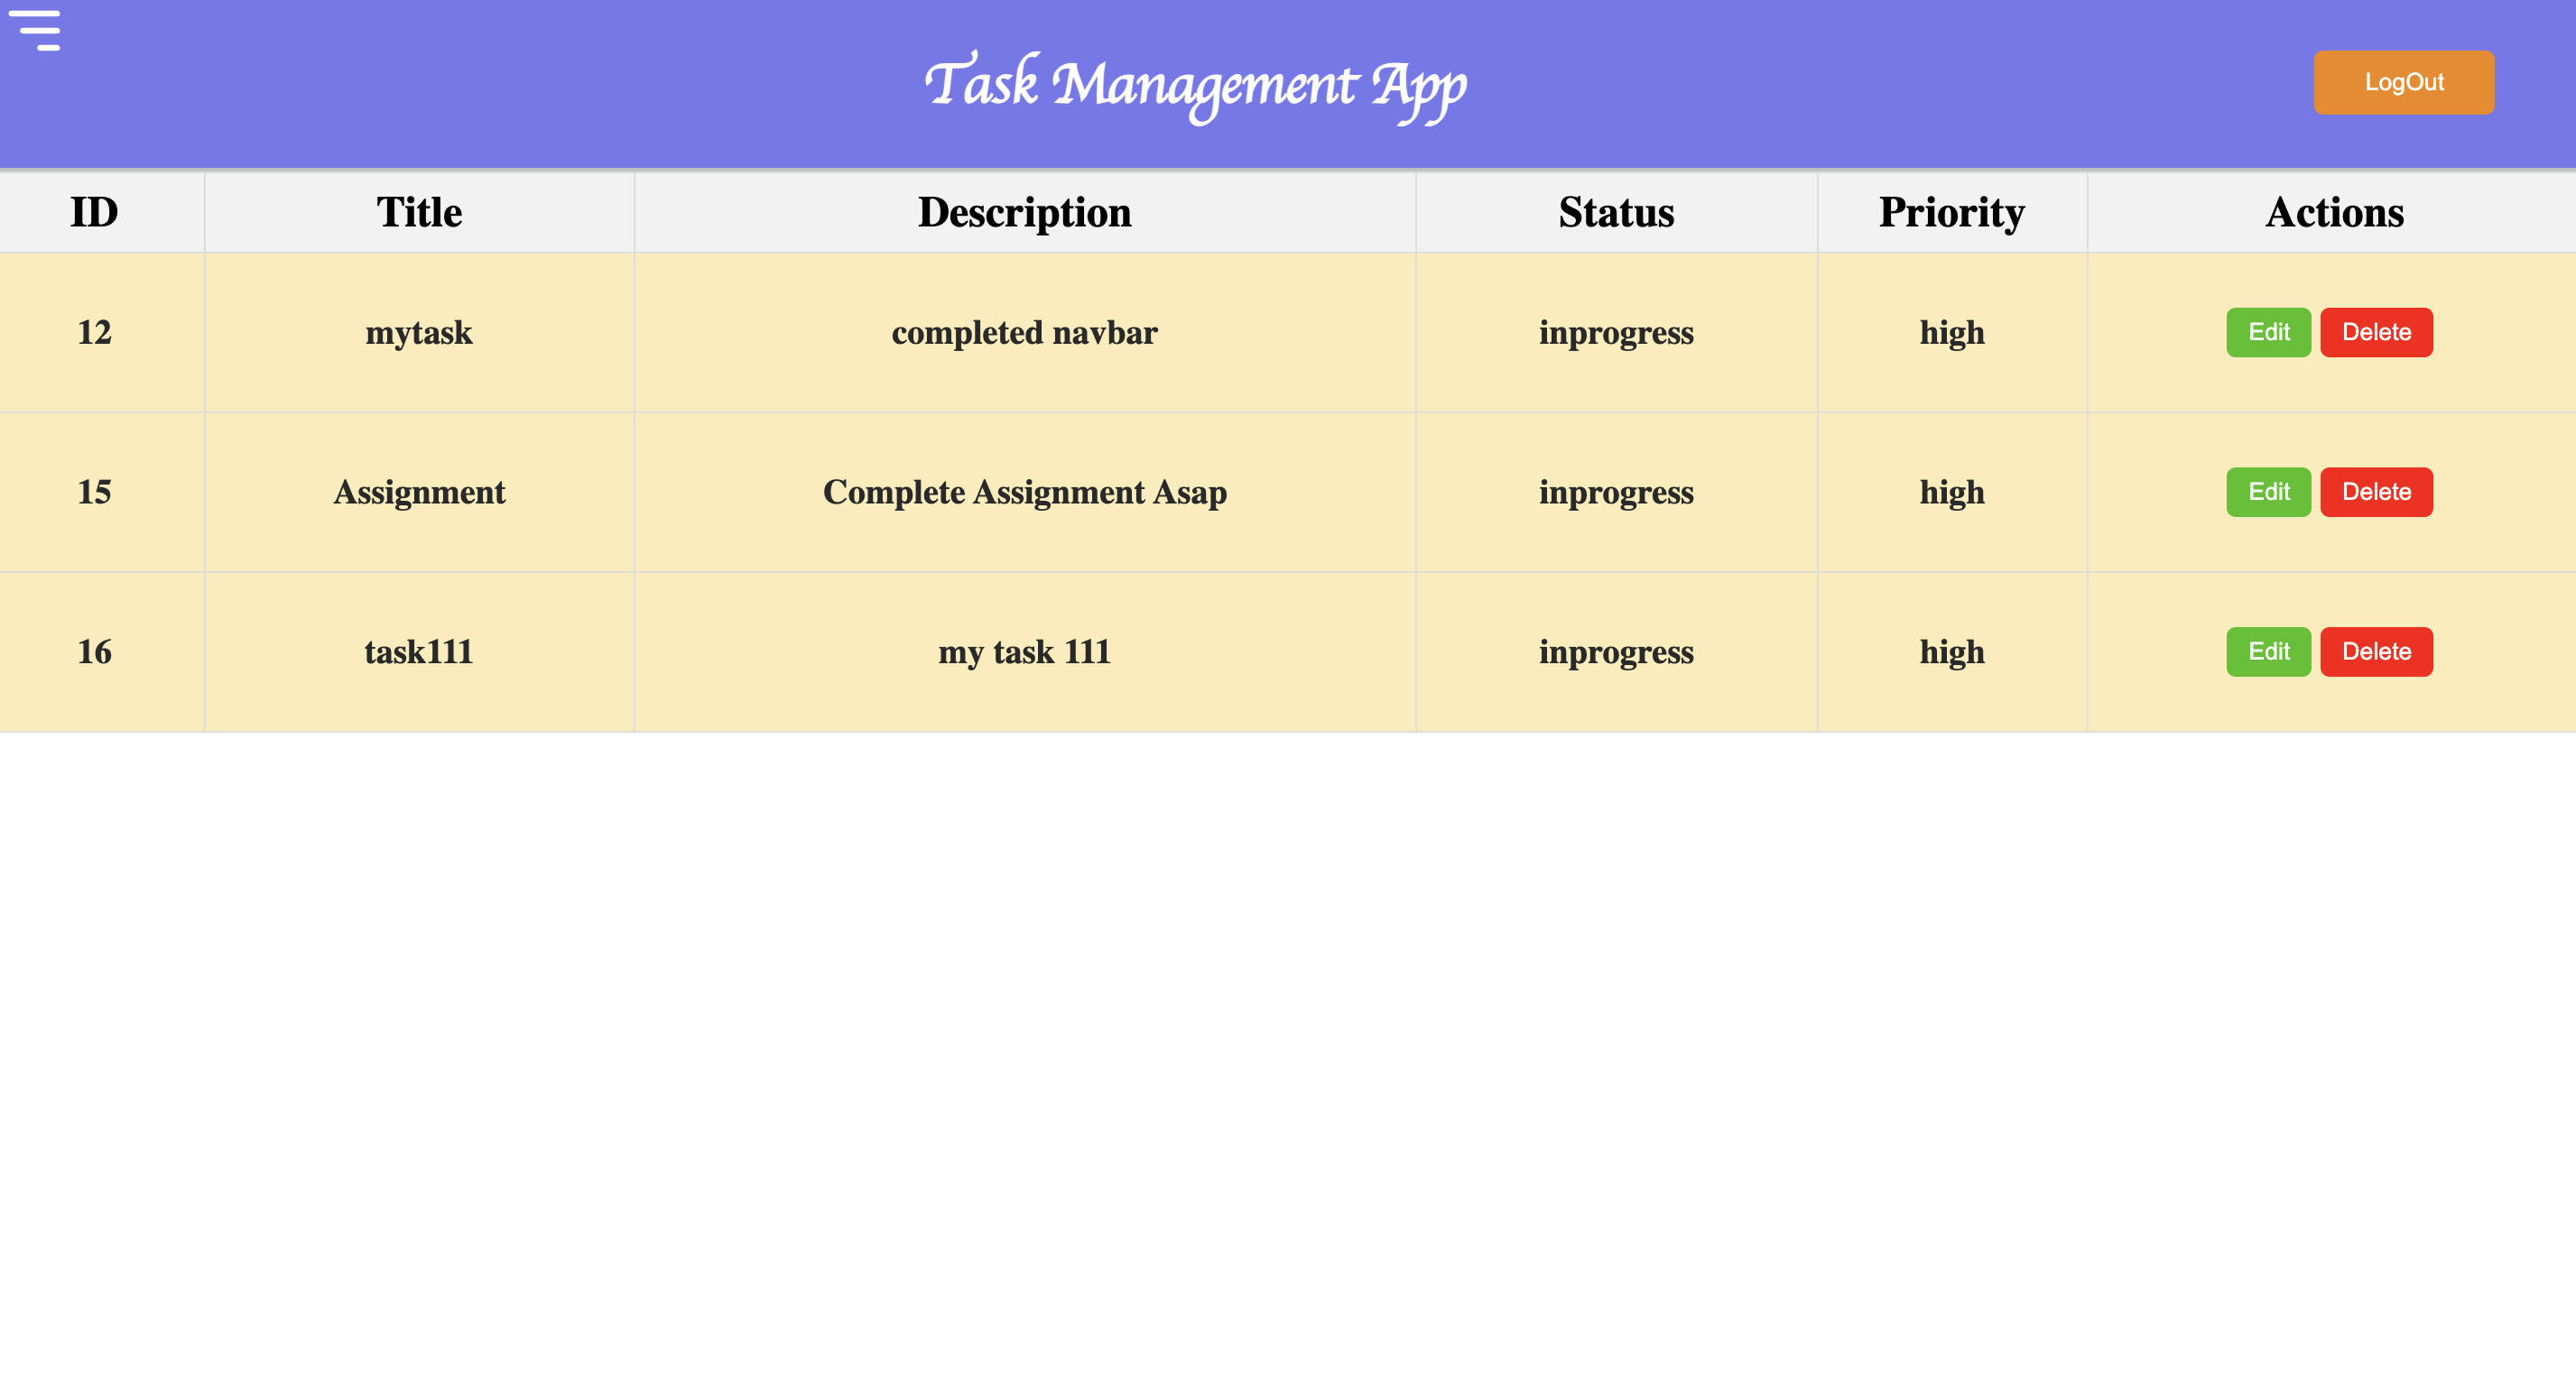 Task Management App
LogOut
ID Title Description Status Priority Actions
12 mytask completed navbar inprogress high Edit Delete
15 Assignment Complete Assignment Asap inprogress high Edit Delete
16 task111 my task 111 inprogress high Edit Delete